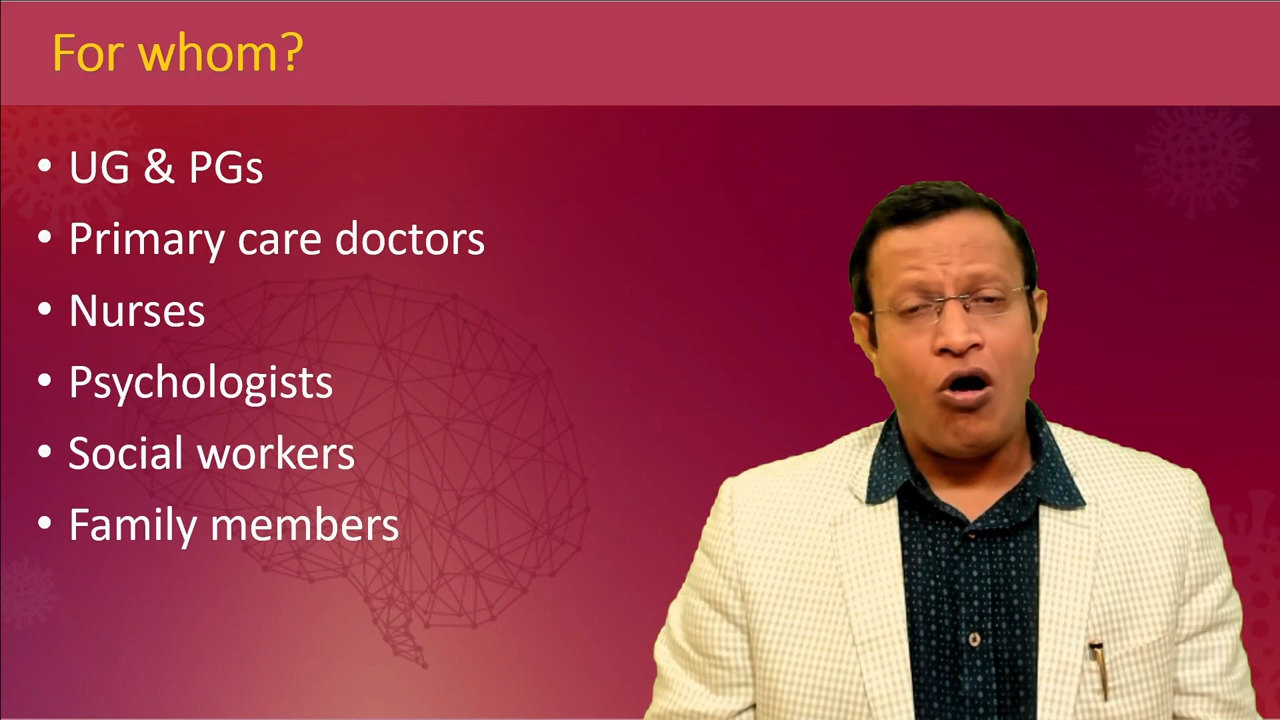 For whom?
• UG & PGs
• Primary care doctors
• Nurses
• Psychologists
• Social workers
• Family members